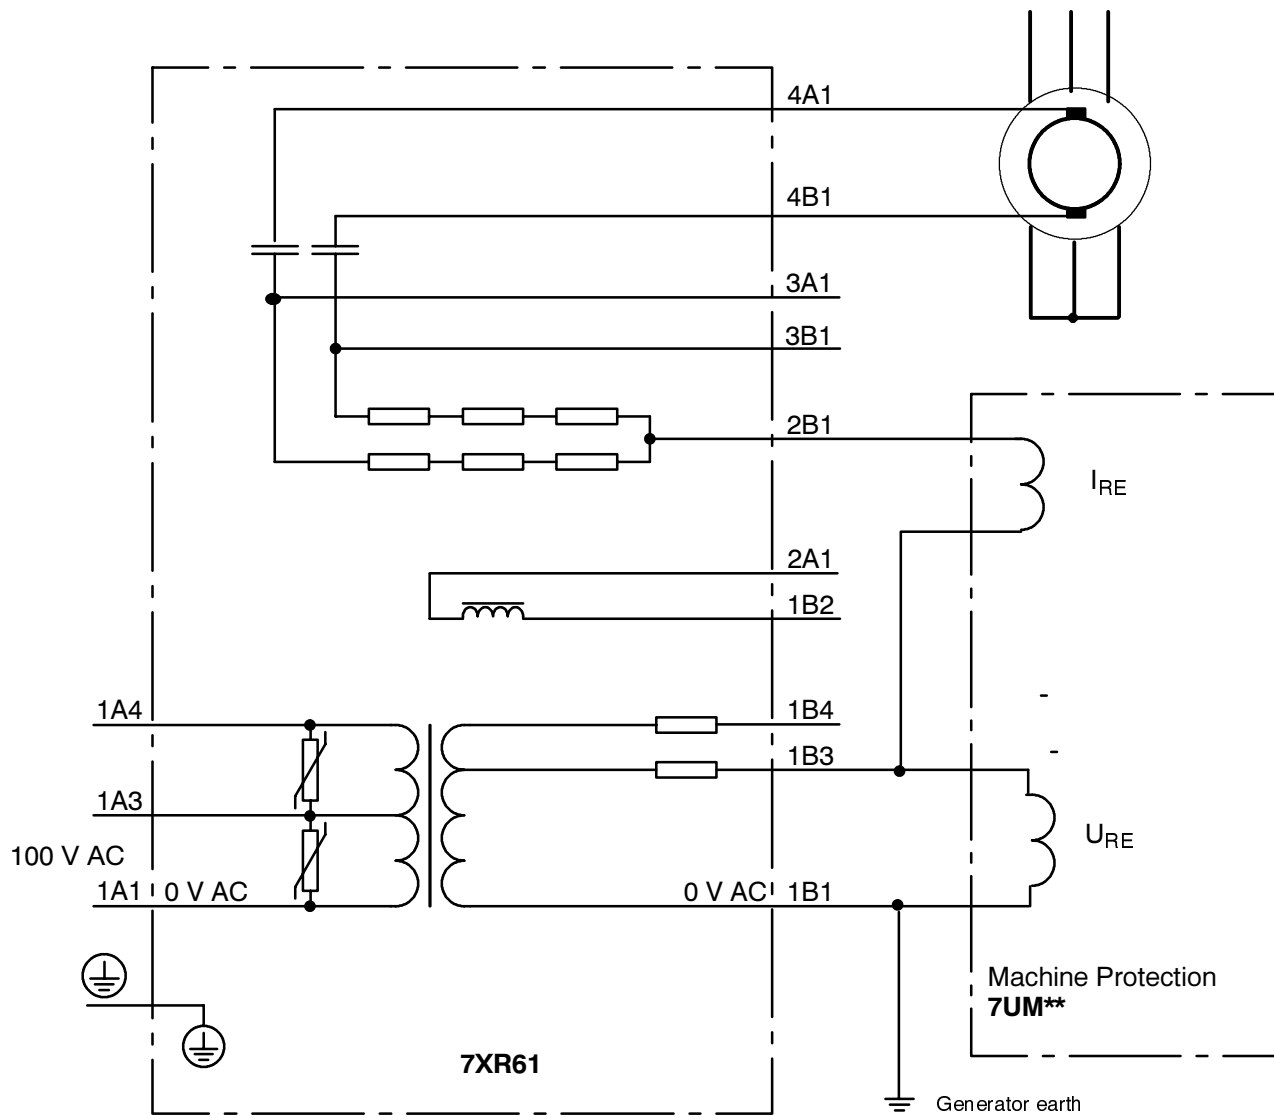 4A1
4B1
3A1
3B1
2B1
I_RE
2A1
1B2
1A4
1B4
1B3
1A3
U_RE
100 V AC
1A1 0 V AC
0 V AC 1B1
Machine Protection
7UM**
7XR61
Generator earth